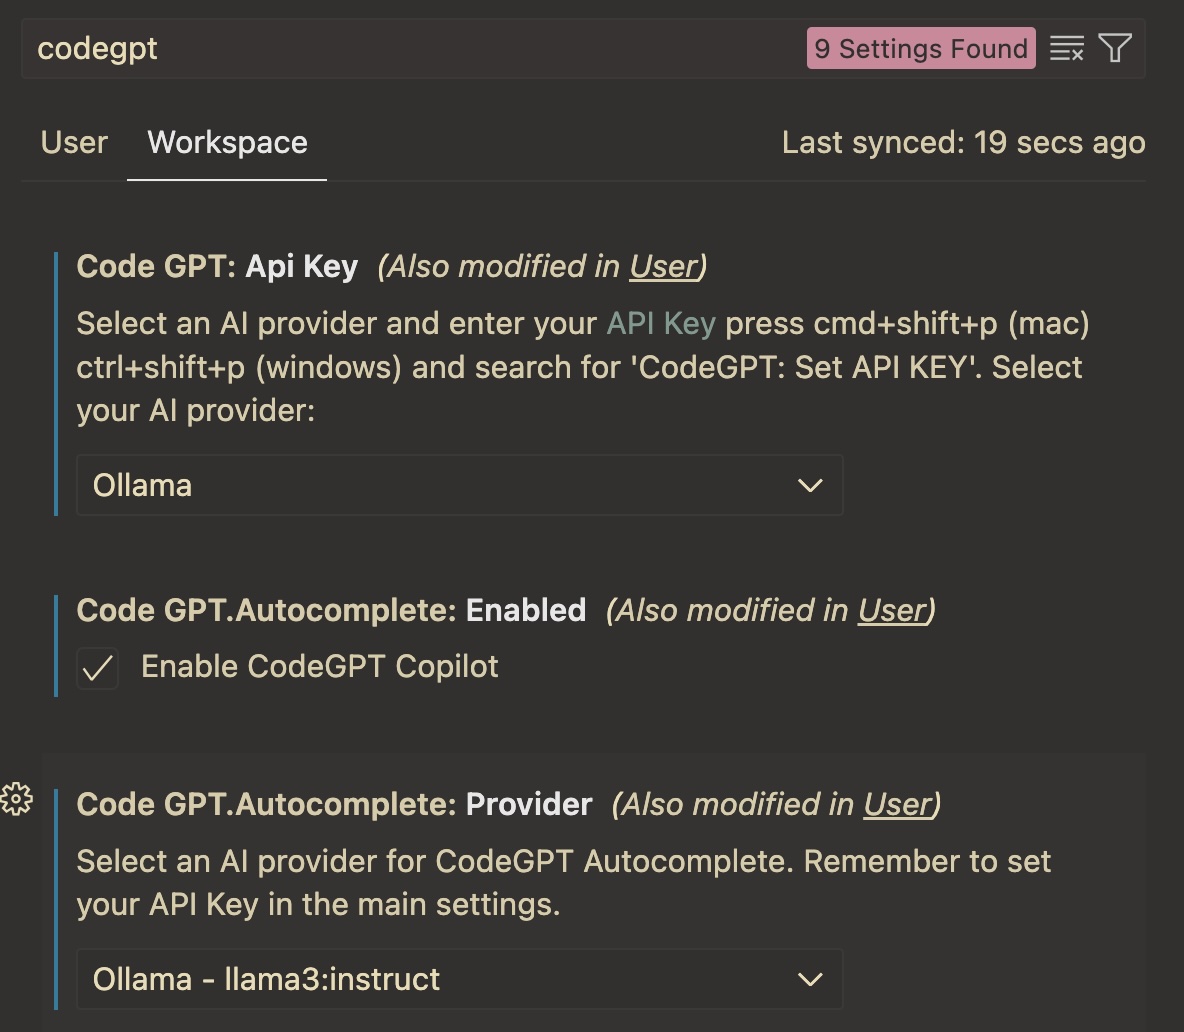 codegpt
9 Settings Found
User
Workspace
Last synced: 19 secs ago
Code GPT: Api Key (Also modified in User)
Select an AI provider and enter your API Key press cmd+shift+p (mac)
ctrl+shift+p (windows) and search for 'CodeGPT: Set API KEY'. Select
your AI provider:
Ollama
Code GPT.Autocomplete: Enabled (Also modified in User)
Enable CodeGPT Copilot
Code GPT.Autocomplete: Provider (Also modified in User)
Select an AI provider for CodeGPT Autocomplete. Remember to set
your API Key in the main settings.
Ollama - llama3:instruct